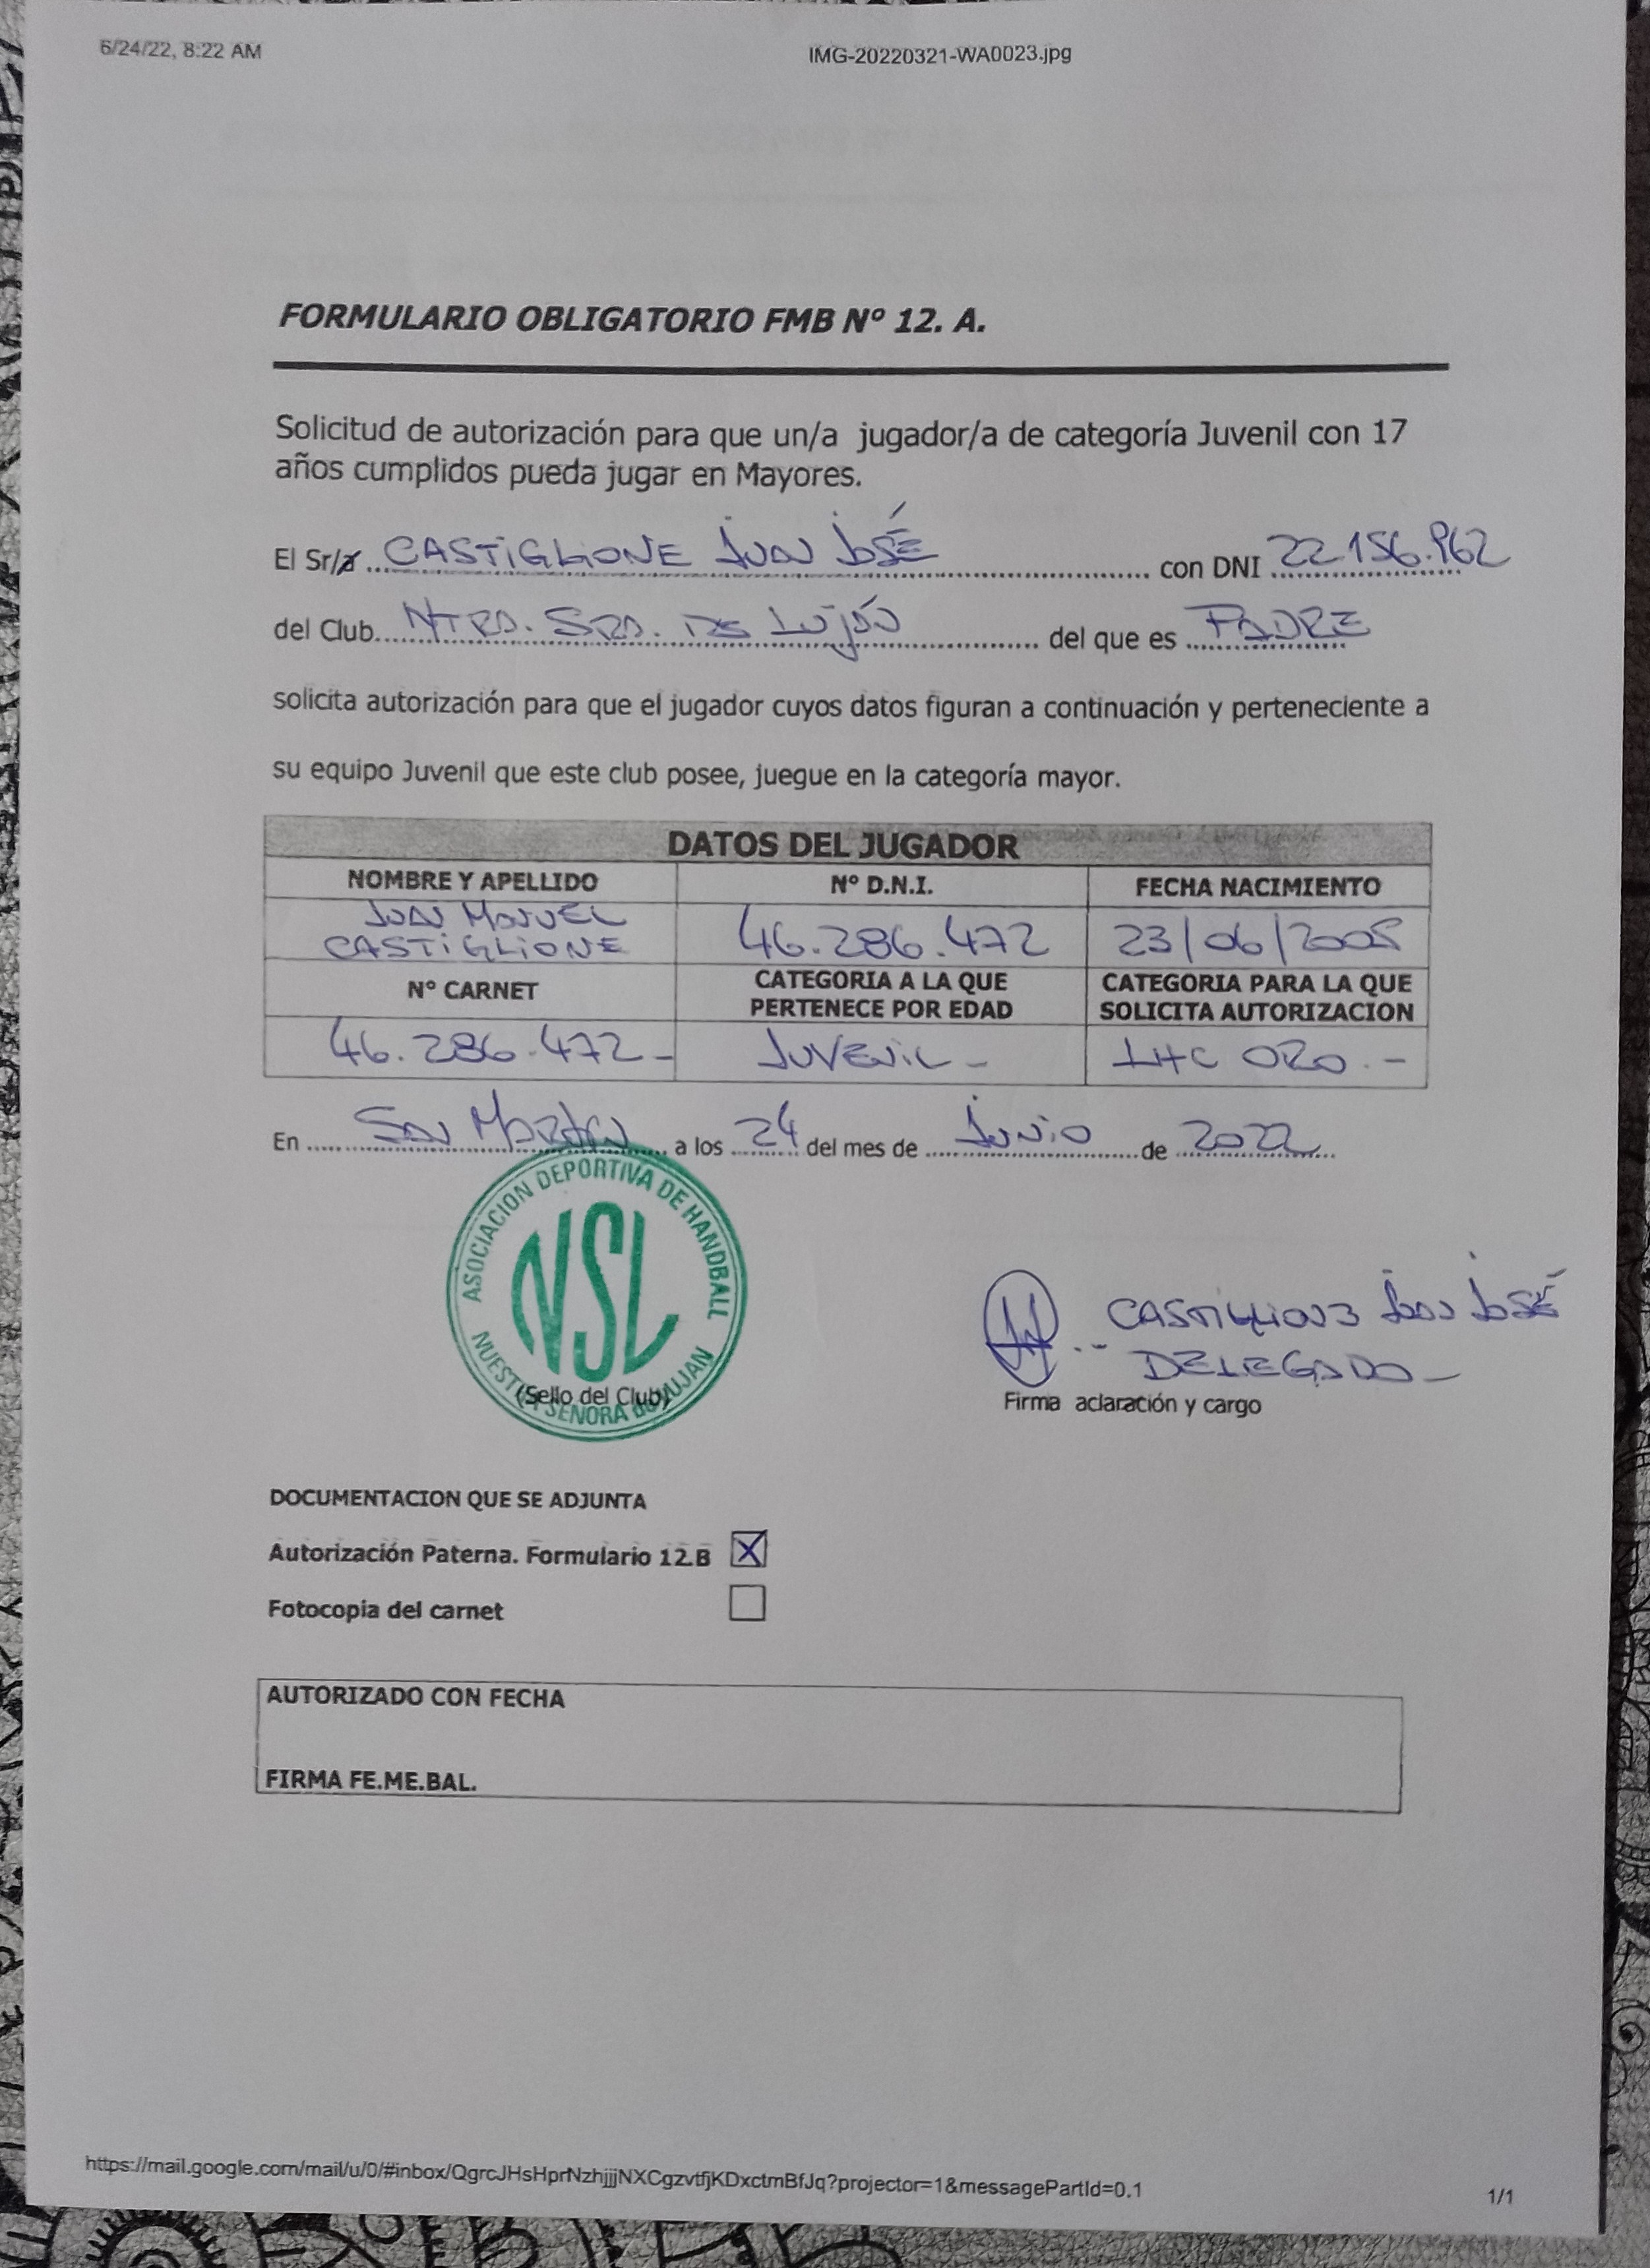 6/24/22, 8:22 AM IMG-20220321-WA0023.jpg
FORMULARIO OBLIGATORIO FMB Nº 12. A.
Solicitud de autorización para que un/a jugador/a de categoría Juvenil con 17
años cumplidos pueda jugar en Mayores.
El Sr/a CASTIGLIONE JUAN JOSÉ con DNI 22.156.962
del Club NTRA. SRA. DE LUJÁN del que es PADRE
solicita autorización para que el jugador cuyos datos figuran a continuación y perteneciente a
su equipo Juvenil que este club posee, juegue en la categoría mayor.
DATOS DEL JUGADOR
NOMBRE Y APELLIDO Nº D.N.I. FECHA NACIMIENTO
JUAN MANUEL
CASTIGLIONE 46.286.472 23/06/2005
Nº CARNET CATEGORIA A LA QUE PERTENECE POR EDAD CATEGORIA PARA LA QUE SOLICITA AUTORIZACION
46.286.472- JUVENIL - LHC ORO.-
En SAN MARTÍN a los 24 del mes de JUNIO de 2022
ASOCIACION DEPORTIVA DE HANDBALL
NSL
NUESTRA SEÑORA DE LUJAN
(Sello del Club)
CASTIGLIONE JUAN JOSÉ
DELEGADO-
Firma aclaración y cargo
DOCUMENTACION QUE SE ADJUNTA
Autorización Paterna. Formulario 12.B X
Fotocopia del carnet
AUTORIZADO CON FECHA
FIRMA FE.ME.BAL.
https://mail.google.com/mail/u/0/#inbox/QgrcJHsHprNzhjjjNXCgzvtfjKDxctmBfJq?projector=1&messagePartId=0.1 1/1